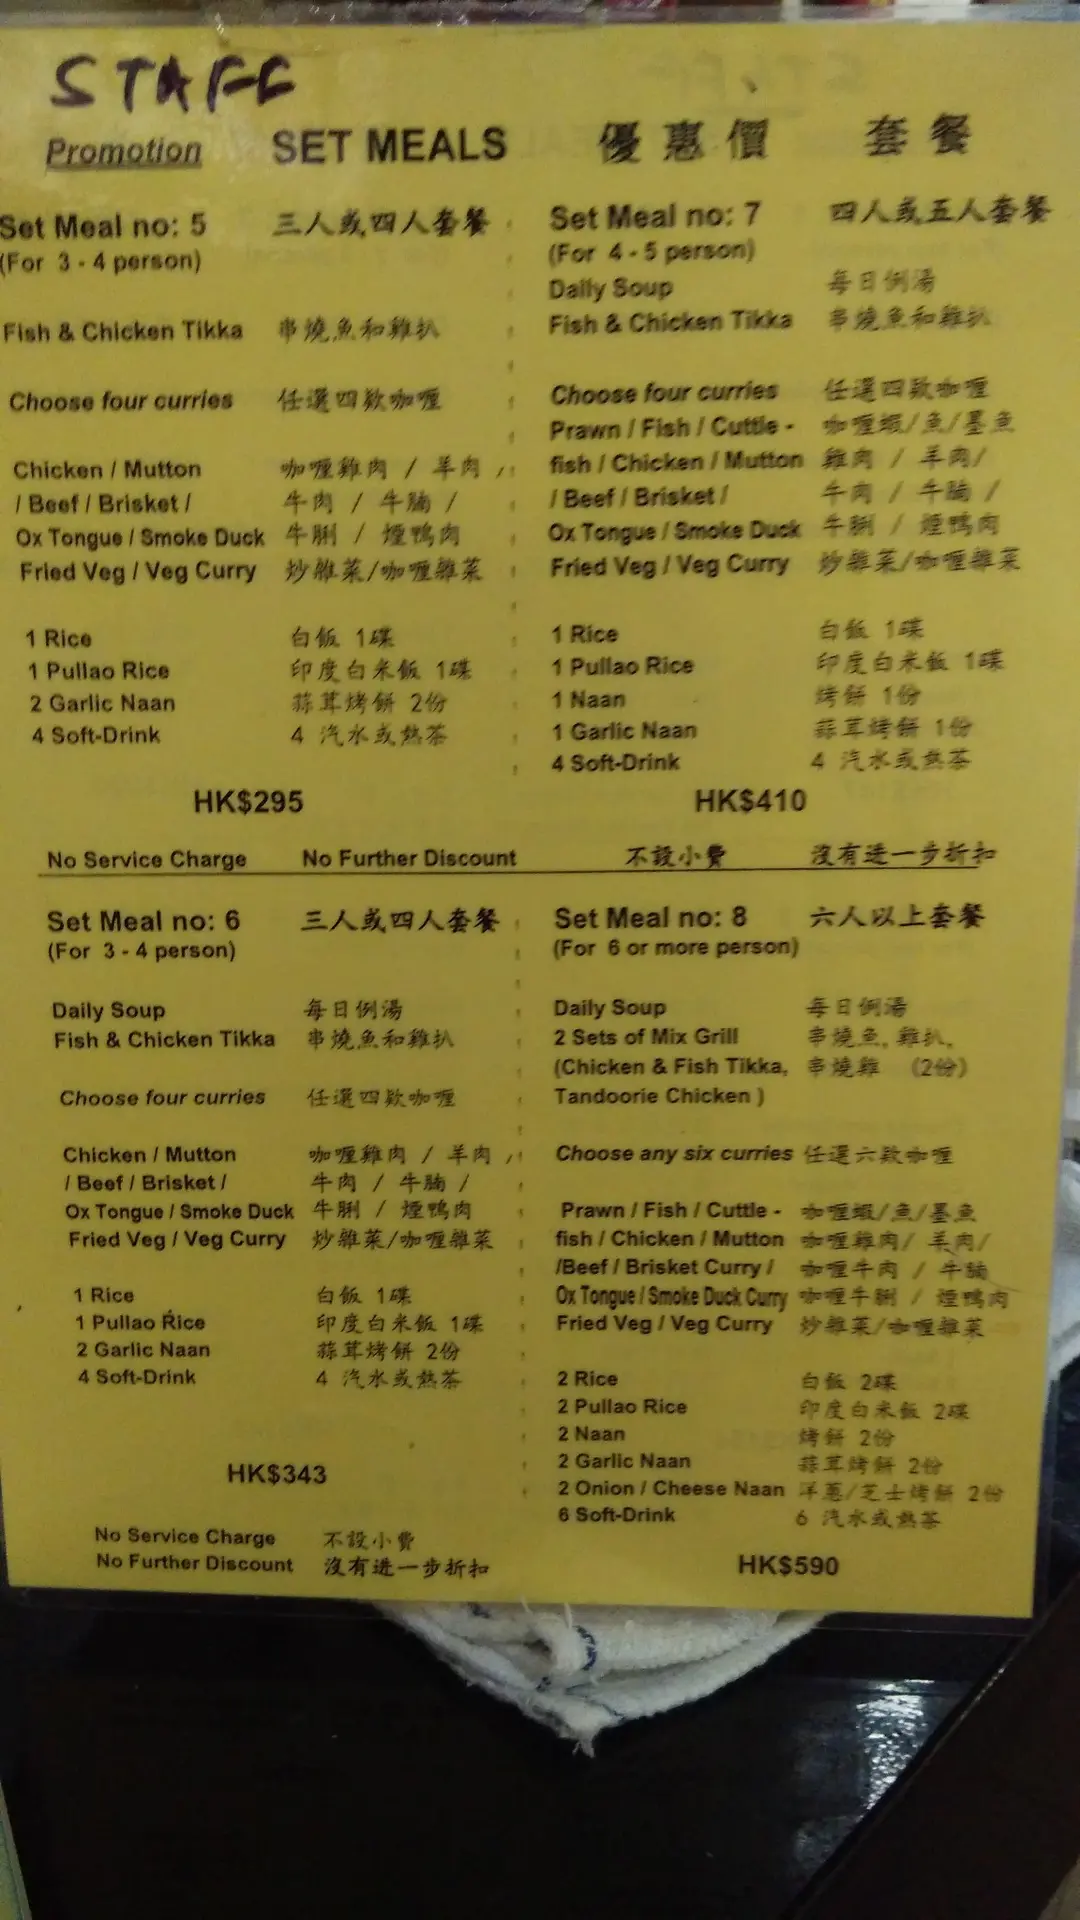 STAFF
Promotion SET MEALS 優惠價 套餐
Set Meal no: 5 三人或四人套餐
(For 3 - 4 person)
Fish & Chicken Tikka 串燒魚和雞扒
Choose four curries 任選四款咖喱
Chicken / Mutton 咖喱雞肉 / 羊肉 /
/ Beef / Brisket / 牛肉 / 牛腩 /
Ox Tongue / Smoke Duck 牛脷 / 煙鴨肉
Fried Veg / Veg Curry 炒雜菜/咖喱雜菜
1 Rice 白飯 1碟
1 Pullao Rice 印度白米飯 1碟
2 Garlic Naan 蒜茸烤餅 2份
4 Soft-Drink 4 汽水或熱茶
HK$295
Set Meal no: 7 四人或五人套餐
(For 4 - 5 person)
Daily Soup 每日例湯
Fish & Chicken Tikka 串燒魚和雞扒
Choose four curries 任選四款咖喱
Prawn / Fish / Cuttle - 咖喱蝦/魚/墨魚
fish / Chicken / Mutton 雞肉 / 羊肉/
/ Beef / Brisket / 牛肉 / 牛腩 /
Ox Tongue / Smoke Duck 牛脷 / 煙鴨肉
Fried Veg / Veg Curry 炒雜菜/咖喱雜菜
1 Rice 白飯 1碟
1 Pullao Rice 印度白米飯 1碟
1 Naan 烤餅 1份
1 Garlic Naan 蒜茸烤餅 1份
4 Soft-Drink 4 汽水或熱茶
HK$410
No Service Charge No Further Discount 不設小費 沒有进一步折扣
Set Meal no: 6 三人或四人套餐
(For 3 - 4 person)
Daily Soup 每日例湯
Fish & Chicken Tikka 串燒魚和雞扒
Choose four curries 任選四款咖喱
Chicken / Mutton 咖喱雞肉 / 羊肉 /
/ Beef / Brisket / 牛肉 / 牛腩 /
Ox Tongue / Smoke Duck 牛脷 / 煙鴨肉
Fried Veg / Veg Curry 炒雜菜/咖喱雜菜
1 Rice 白飯 1碟
1 Pullao Rice 印度白米飯 1碟
2 Garlic Naan 蒜茸烤餅 2份
4 Soft-Drink 4 汽水或熱茶
HK$343
No Service Charge 不設小費
No Further Discount 沒有进一步折扣
Set Meal no: 8 六人以上套餐
(For 6 or more person)
Daily Soup 每日例湯
2 Sets of Mix Grill 串燒魚, 雞扒,
(Chicken & Fish Tikka, 串燒雞 (2份)
Tandoorie Chicken )
Choose any six curries 任選六款咖喱
Prawn / Fish / Cuttle - 咖喱蝦/魚/墨魚
fish / Chicken / Mutton 咖喱雞肉/ 羊肉/
/Beef / Brisket Curry / 咖喱牛肉 / 牛腩
Ox Tongue / Smoke Duck Curry 咖喱牛脷 / 煙鴨肉
Fried Veg / Veg Curry 炒雜菜/咖喱雜菜
2 Rice 白飯 2碟
2 Pullao Rice 印度白米飯 2碟
2 Naan 烤餅 2份
2 Garlic Naan 蒜茸烤餅 2份
2 Onion / Cheese Naan 洋蔥/芝士烤餅 2份
6 Soft-Drink 6 汽水或熱茶
HK$590